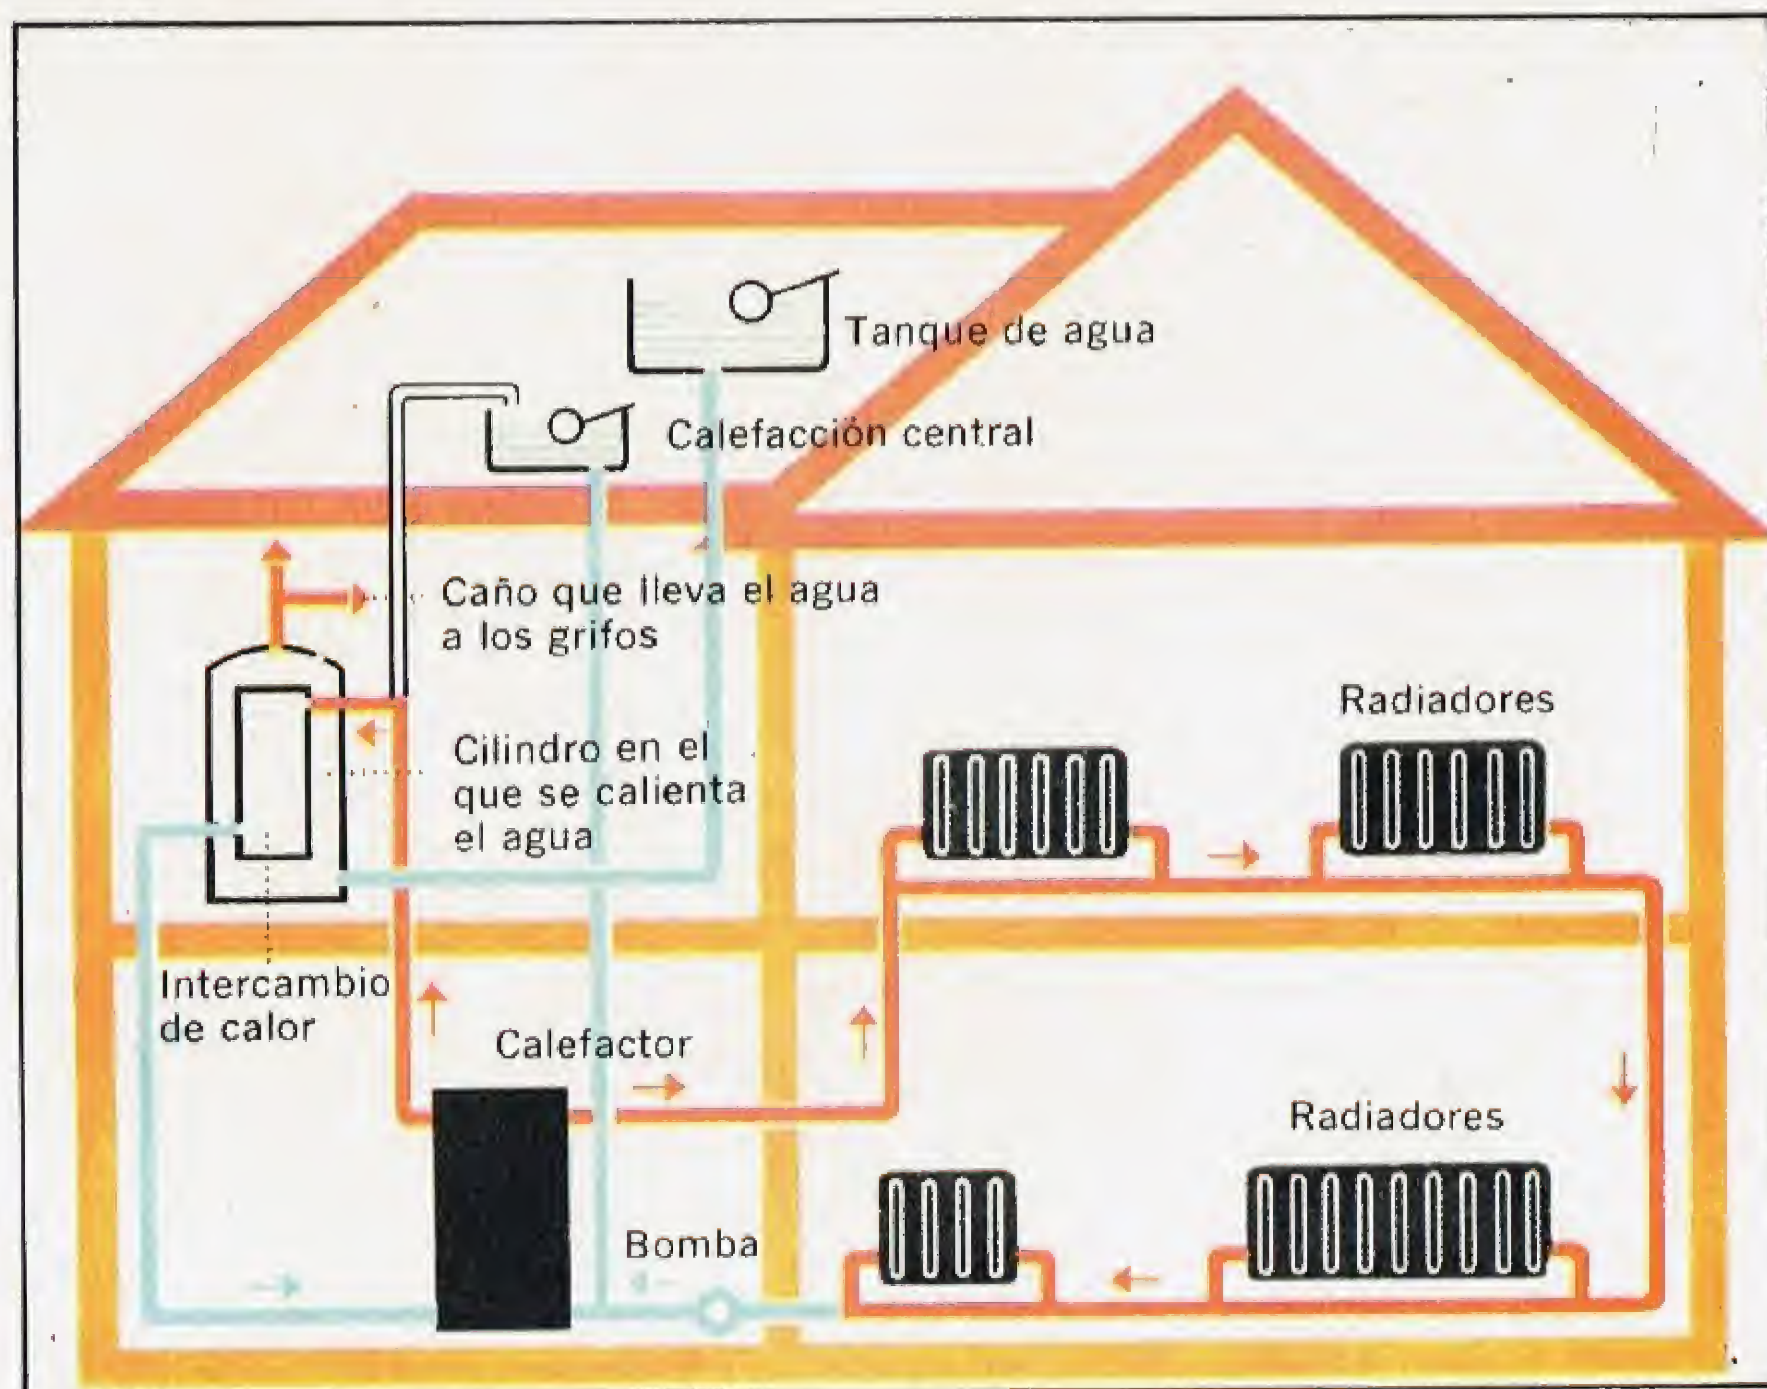 Tanque de agua
Calefacción central
Caño que lleva el agua
a los grifos
Radiadores
Cilindro en el
que se calienta
el agua
Intercambio
de calor
Calefactor
Radiadores
Bomba